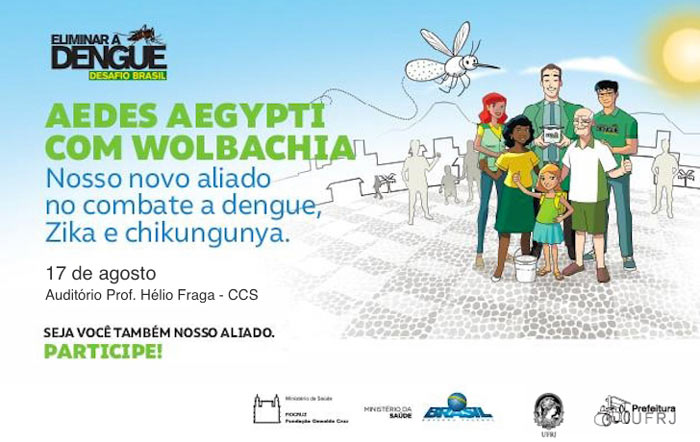 ELIMINAR A
DENGUE
DESAFIO BRASIL
AEDES AEGYPTI
COM WOLBACHIA
Nosso novo aliado
no combate a dengue,
Zika e chikungunya.
17 de agosto
Auditório Prof. Hélio Fraga - CCS
SEJA VOCÊ TAMBÉM NOSSO ALIADO.
PARTICIPE!
Ministério da Saúde
FIOCRUZ
Fundação Oswaldo Cruz
MINISTÉRIO DA
SAÚDE
BRASIL
GOVERNO FEDERAL
UFRJ
Prefeitura
UFRJ